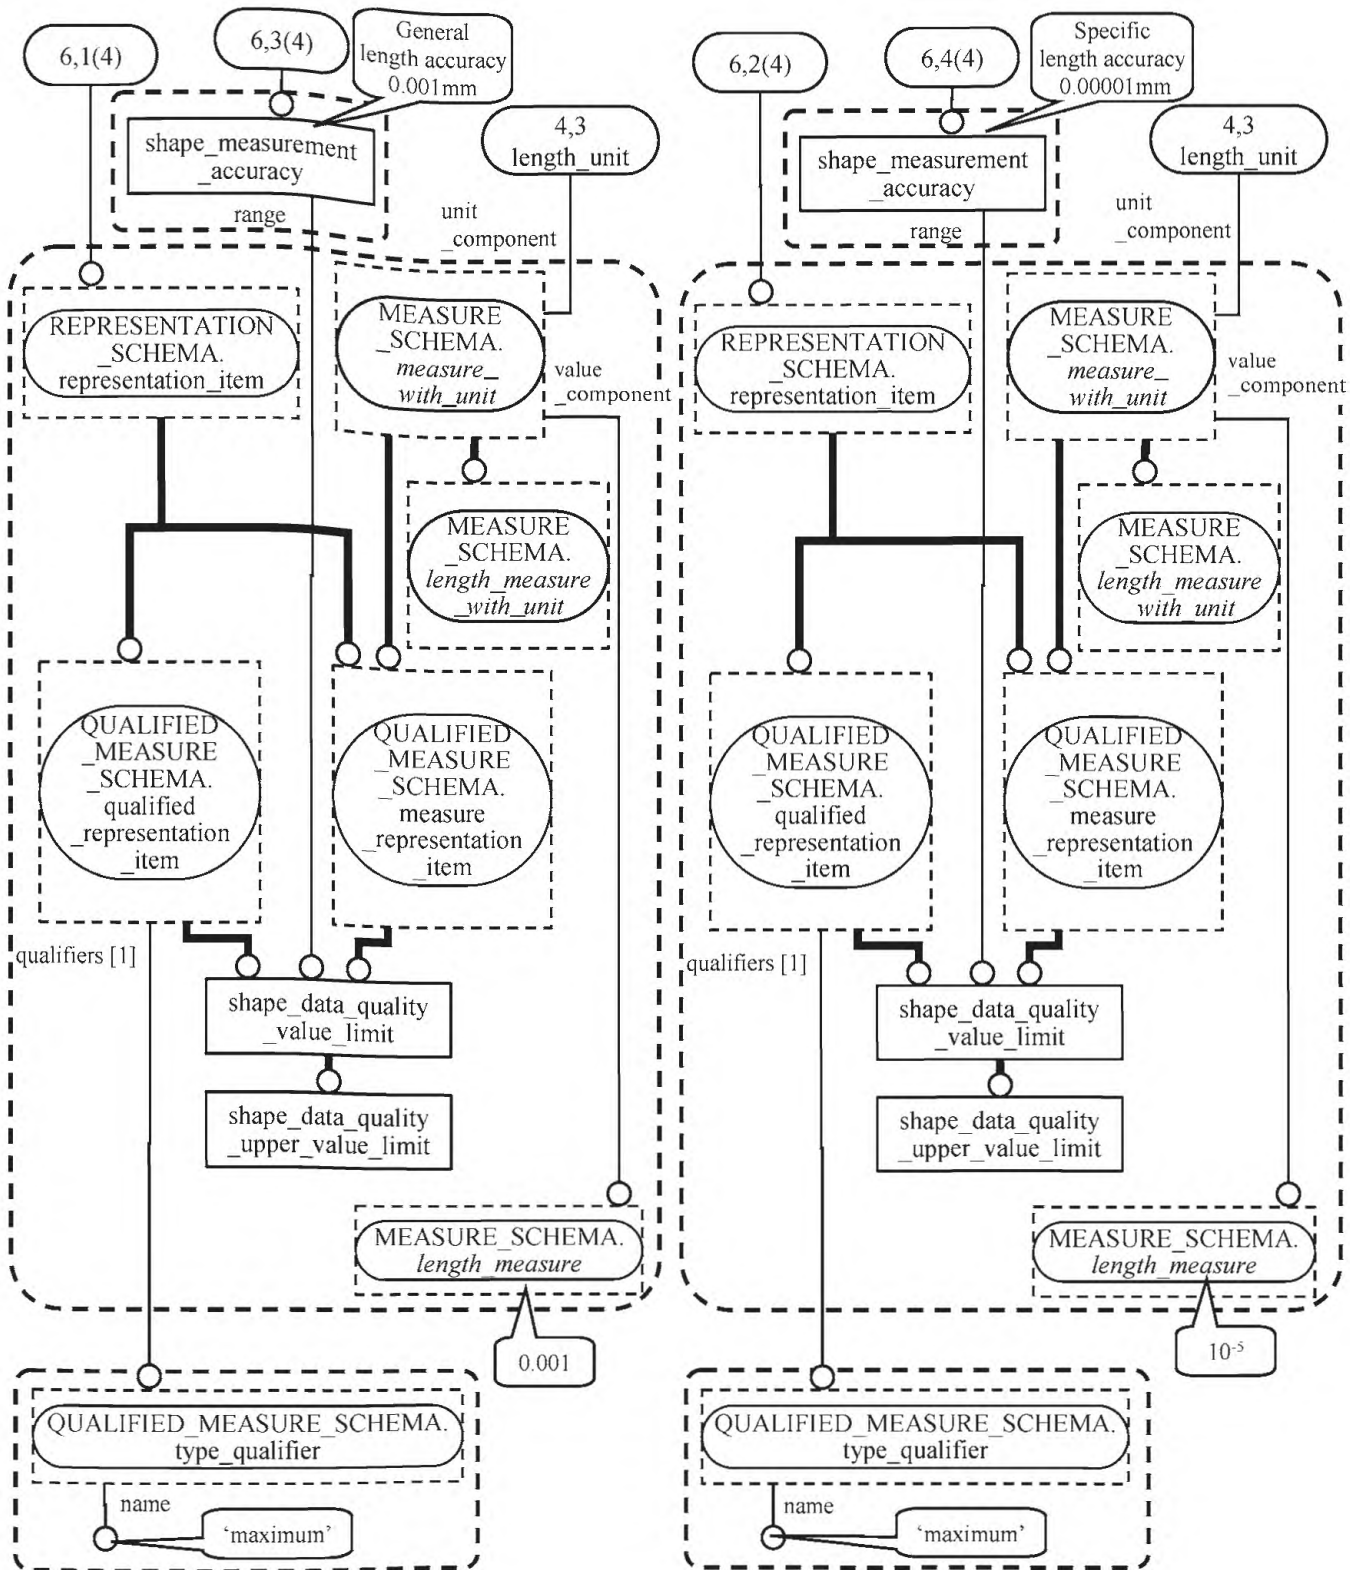 6,1(4)
6,3(4)
General
length accuracy
0.001mm
shape_measurement
_accuracy
range
4,3
length_unit
unit
_component
REPRESENTATION
_SCHEMA.
representation_item
MEASURE
_SCHEMA.
measure_
with_unit
value
_component
MEASURE
_SCHEMA.
length_measure
_with_unit
QUALIFIED
_MEASURE
_SCHEMA.
qualified
_representation
_item
QUALIFIED
_MEASURE
_SCHEMA.
measure
_representation
_item
qualifiers [1]
shape_data_quality
_value_limit
shape_data_quality
_upper_value_limit
MEASURE_SCHEMA.
length_measure
0.001
QUALIFIED_MEASURE_SCHEMA.
type_qualifier
name
‘maximum’
6,2(4)
6,4(4)
Specific
length accuracy
0.00001mm
shape_measurement
_accuracy
range
4,3
length_unit
unit
_component
REPRESENTATION
_SCHEMA.
representation_item
MEASURE
_SCHEMA.
measure_
with_unit
value
_component
MEASURE
_SCHEMA.
length_measure
_with_unit
QUALIFIED
_MEASURE
_SCHEMA.
qualified
_representation
_item
QUALIFIED
_MEASURE
_SCHEMA.
measure
_representation
_item
qualifiers [1]
shape_data_quality
_value_limit
shape_data_quality
_upper_value_limit
MEASURE_SCHEMA.
length_measure
10⁻⁵
QUALIFIED_MEASURE_SCHEMA.
type_qualifier
name
‘maximum’